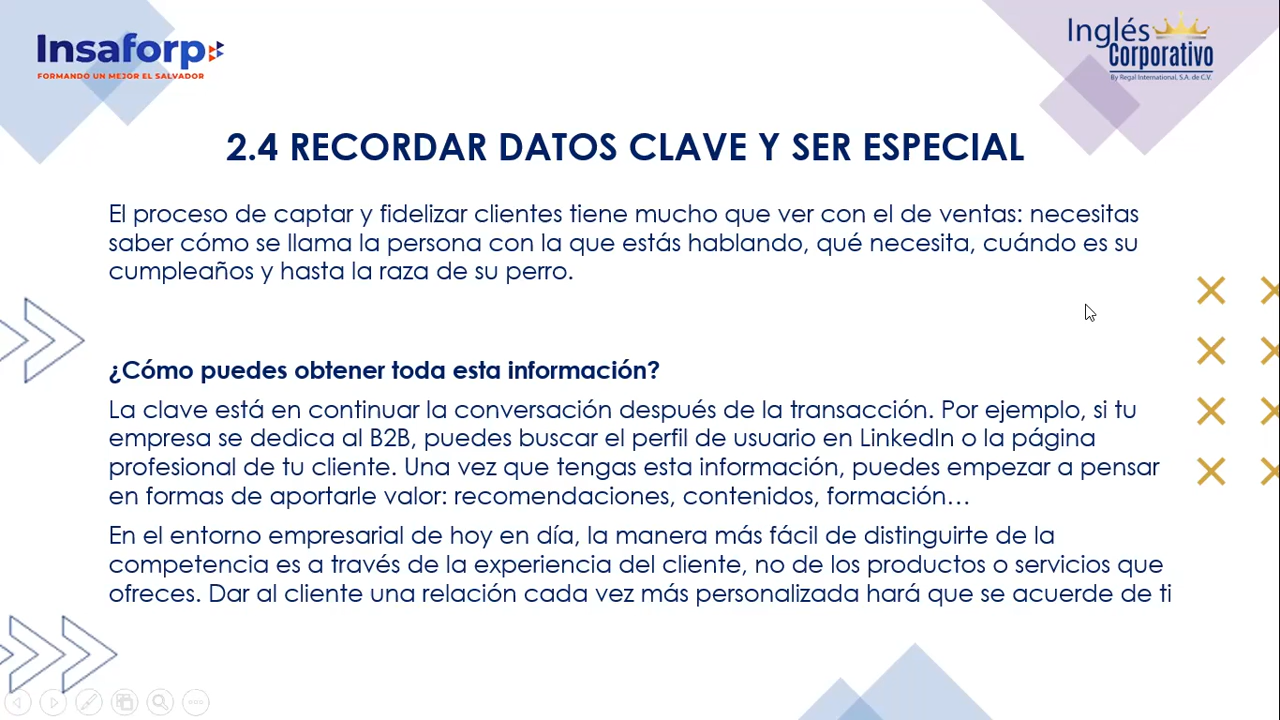 Insaforp
FORMANDO UN MEJOR EL SALVADOR
Inglés
Corporativo
By Regal International, S.A. de C.V.
2.4 RECORDAR DATOS CLAVE Y SER ESPECIAL
El proceso de captar y fidelizar clientes tiene mucho que ver con el de ventas: necesitas
saber cómo se llama la persona con la que estás hablando, qué necesita, cuándo es su
cumpleaños y hasta la raza de su perro.
¿Cómo puedes obtener toda esta información?
La clave está en continuar la conversación después de la transacción. Por ejemplo, si tu
empresa se dedica al B2B, puedes buscar el perfil de usuario en LinkedIn o la página
profesional de tu cliente. Una vez que tengas esta información, puedes empezar a pensar
en formas de aportarle valor: recomendaciones, contenidos, formación…
En el entorno empresarial de hoy en día, la manera más fácil de distinguirte de la
competencia es a través de la experiencia del cliente, no de los productos o servicios que
ofreces. Dar al cliente una relación cada vez más personalizada hará que se acuerde de ti